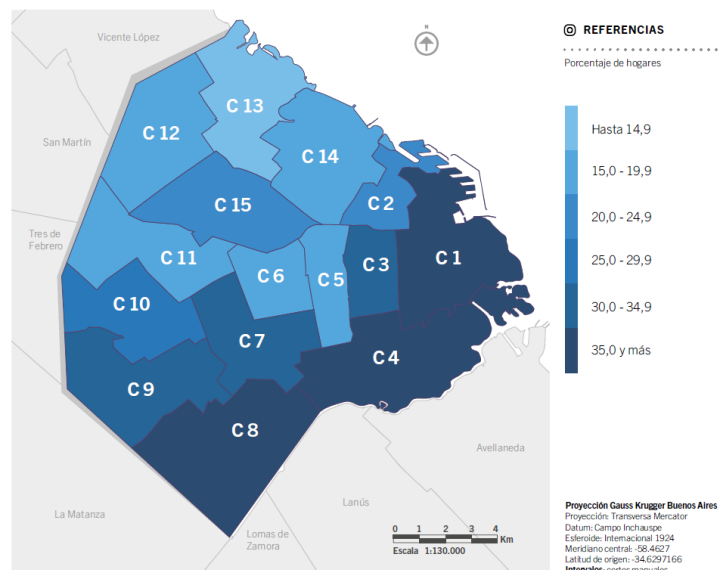 Vicente López
San Martín
Tres de
Febrero
La Matanza
Lomas de
Zamora
Lanús
Avellaneda
N
C 13
C 12
C 14
C 15
C 2
C 11
C 6
C 5
C 3
C 1
C 10
C 7
C 4
C 9
C 8
0 1 2 3 4
Km
Escala 1:130.000
REFERENCIAS
Porcentaje de hogares
Hasta 14,9
15,0 - 19,9
20,0 - 24,9
25,0 - 29,9
30,0 - 34,9
35,0 y más
Proyección Gauss Krugger Buenos Aires
Proyección: Transversa Mercator
Datum: Campo Inchauspe
Esferoide: Internacional 1924
Meridiano central: -58.4627
Latitud de origen: -34.6297166
Intervalos: cortes manuales